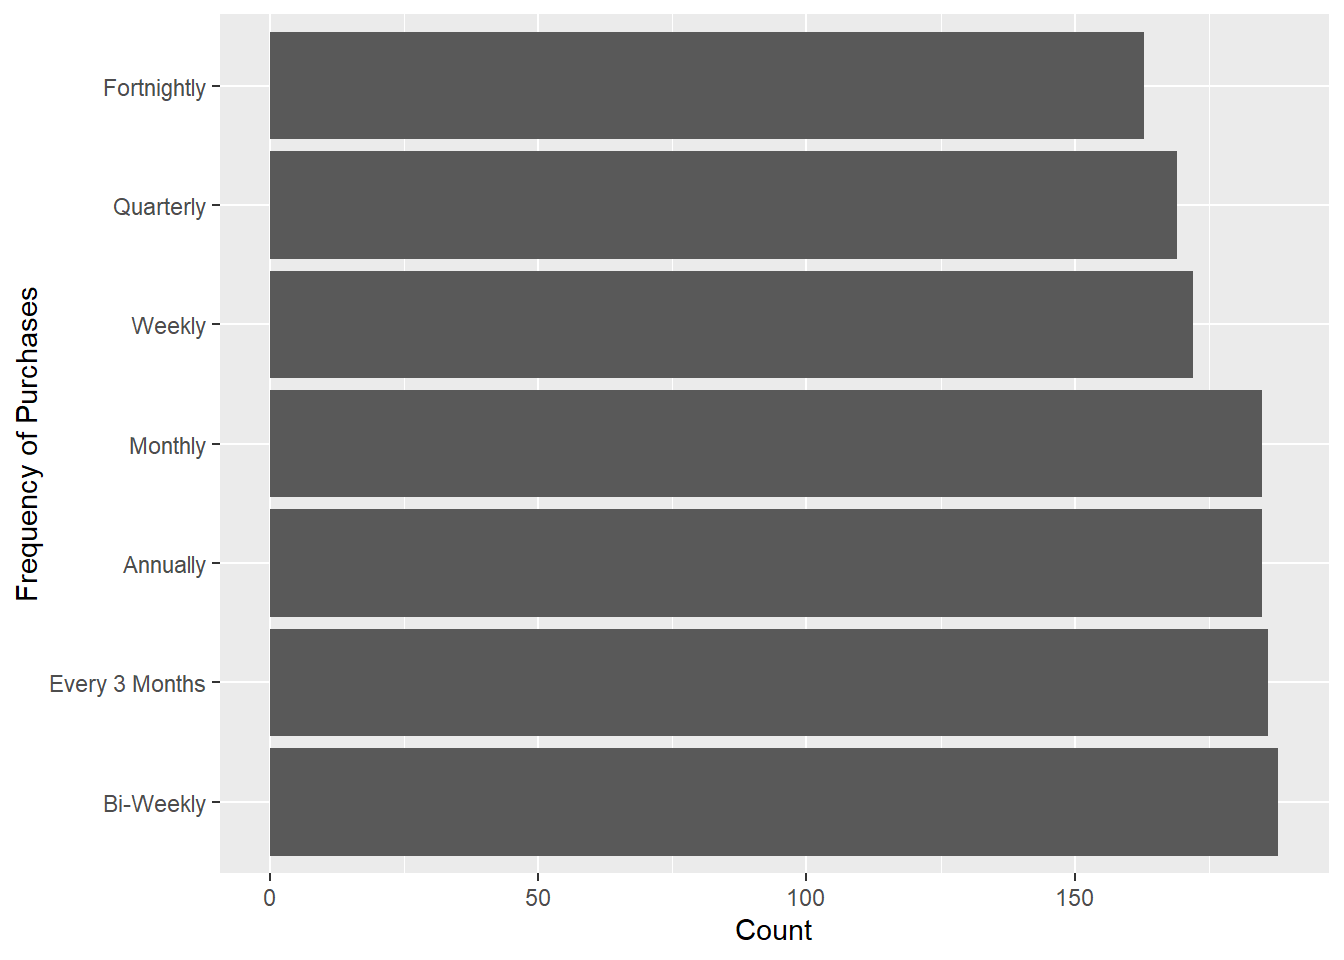 Fortnightly
Quarterly
Weekly
Monthly
Annually
Every 3 Months
Bi-Weekly
Frequency of Purchases
0 50 100 150
Count